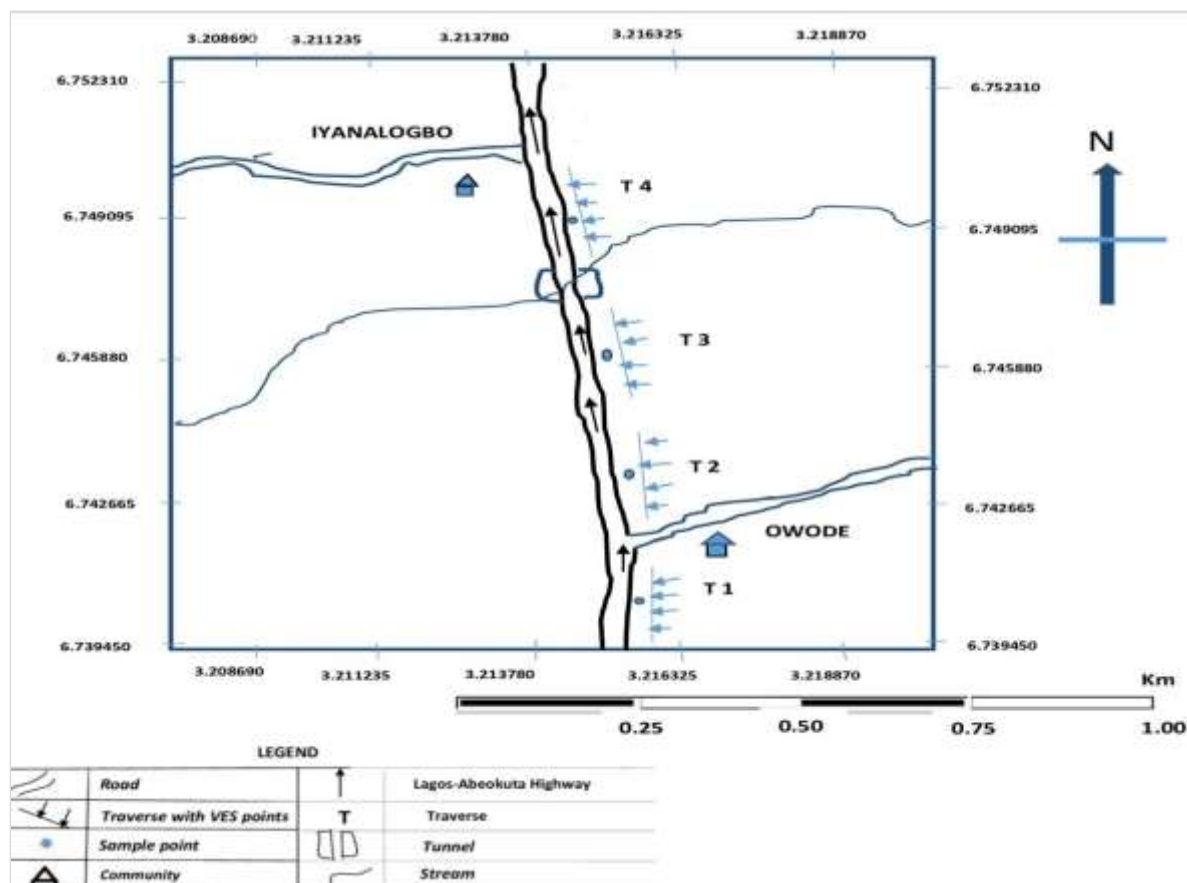 3.208690 3.211235 3.213780 3.216325 3.218870
6.752310 6.752310
IYANALOGBO
N
T 4
6.749095 6.749095
T 3
6.745880 6.745880
T 2
6.742665 6.742665
OWODE
T 1
6.739450 6.739450
3.208690 3.211235 3.213780 3.216325 3.218870
Km
0.25 0.50 0.75 1.00
LEGEND
Road Lagos-Abeokuta Highway
Traverse with VES points T Traverse
Sample point Tunnel
Community Stream